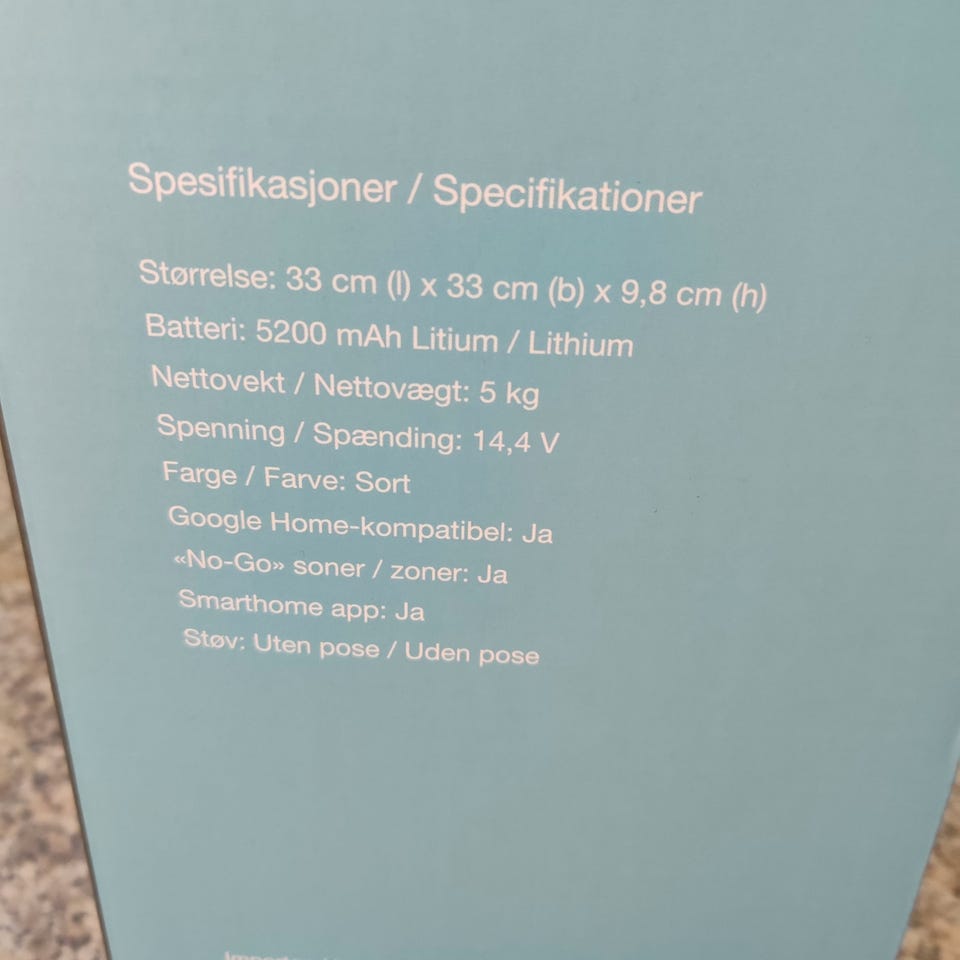 Spesifikasjoner / Specifikationer
Størrelse: 33 cm (l) x 33 cm (b) x 9,8 cm (h)
Batteri: 5200 mAh Litium / Lithium
Nettovekt / Nettovægt: 5 kg
Spenning / Spænding: 14,4 V
Farge / Farve: Sort
Google Home-kompatibel: Ja
«No-Go» soner / zoner: Ja
Smarthome app: Ja
Støv: Uten pose / Uden pose